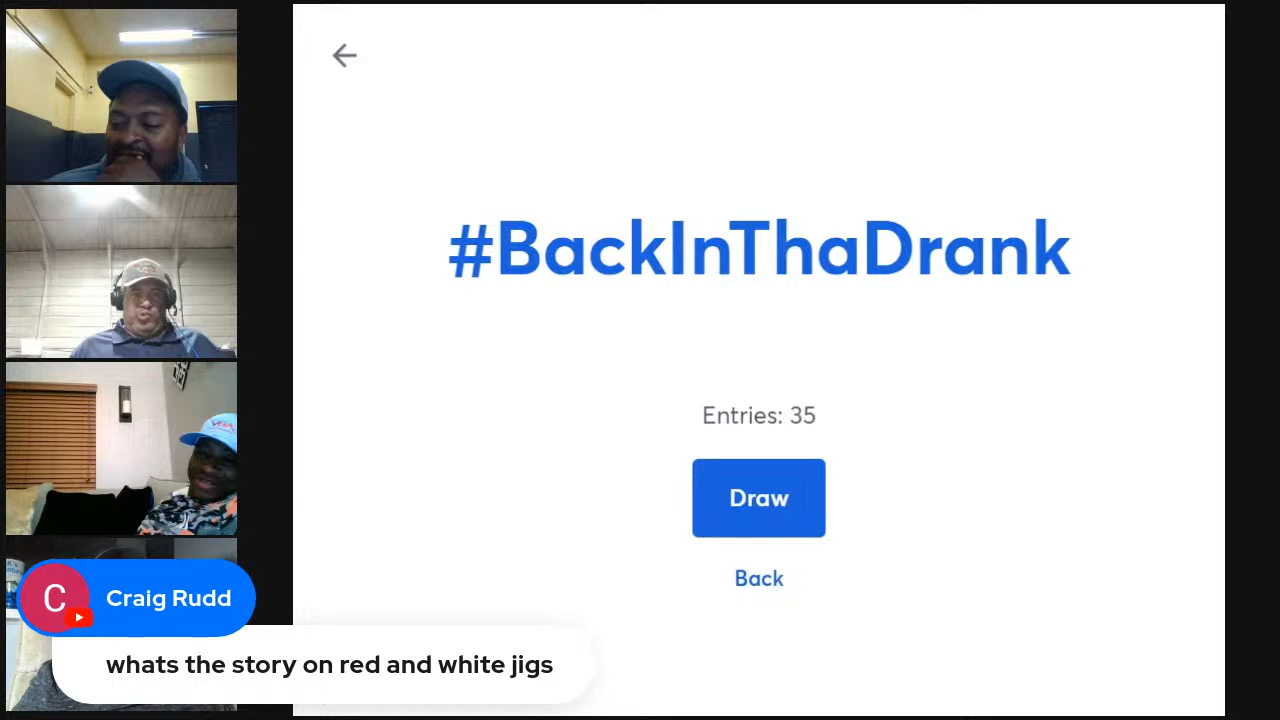 #BackInThaDrank
Entries: 35
Draw
Back
C
Craig Rudd
whats the story on red and white jigs